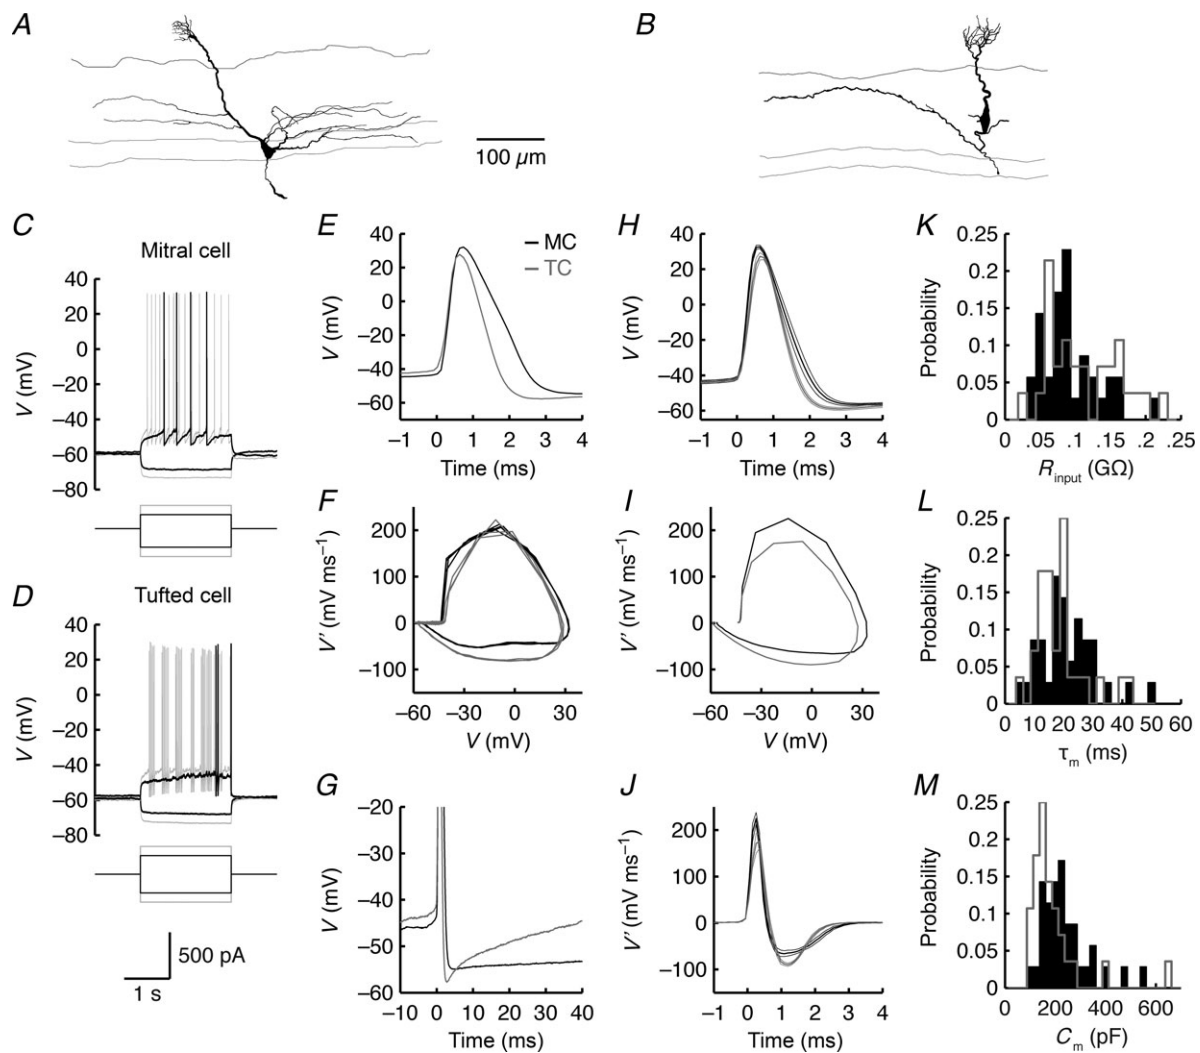 A
B
100 µm
C
Mitral cell
V (mV)
40
20
0
–20
–40
–60
–80
D
Tufted cell
V (mV)
40
20
0
–20
–40
–60
–80
500 pA
1 s
E
MC
TC
V (mV)
40
20
0
–20
–40
–60
–1 0 1 2 3 4
Time (ms)
F
V' (mV ms–1)
200
100
0
–100
–60 –30 0 30
V (mV)
G
V (mV)
–20
–30
–40
–50
–60
–10 0 10 20 30 40
Time (ms)
H
V (mV)
40
20
0
–20
–40
–60
–1 0 1 2 3 4
Time (ms)
I
V' (mV ms–1)
200
100
0
–100
–60 –30 0 30
V (mV)
J
V' (mV ms–1)
200
100
0
–100
–1 0 1 2 3 4
Time (ms)
K
Probability
0.25
0.2
0.15
0.1
0.05
0
0 .05 .1 .15 .2 .25
Rinput (GΩ)
L
Probability
0.25
0.2
0.15
0.1
0.05
0
0 10 20 30 40 50 60
τm (ms)
M
Probability
0.25
0.2
0.15
0.1
0.05
0
0 200 400 600
Cm (pF)